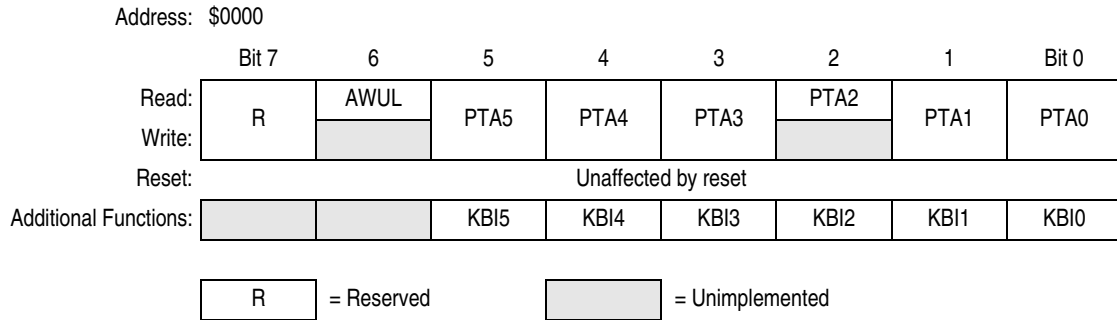 Address: $0000
Bit 7 6 5 4 3 2 1 Bit 0
Read: R AWUL PTA5 PTA4 PTA3 PTA2 PTA1 PTA0
Write:
Reset: Unaffected by reset
Additional Functions: KBI5 KBI4 KBI3 KBI2 KBI1 KBI0
R = Reserved = Unimplemented